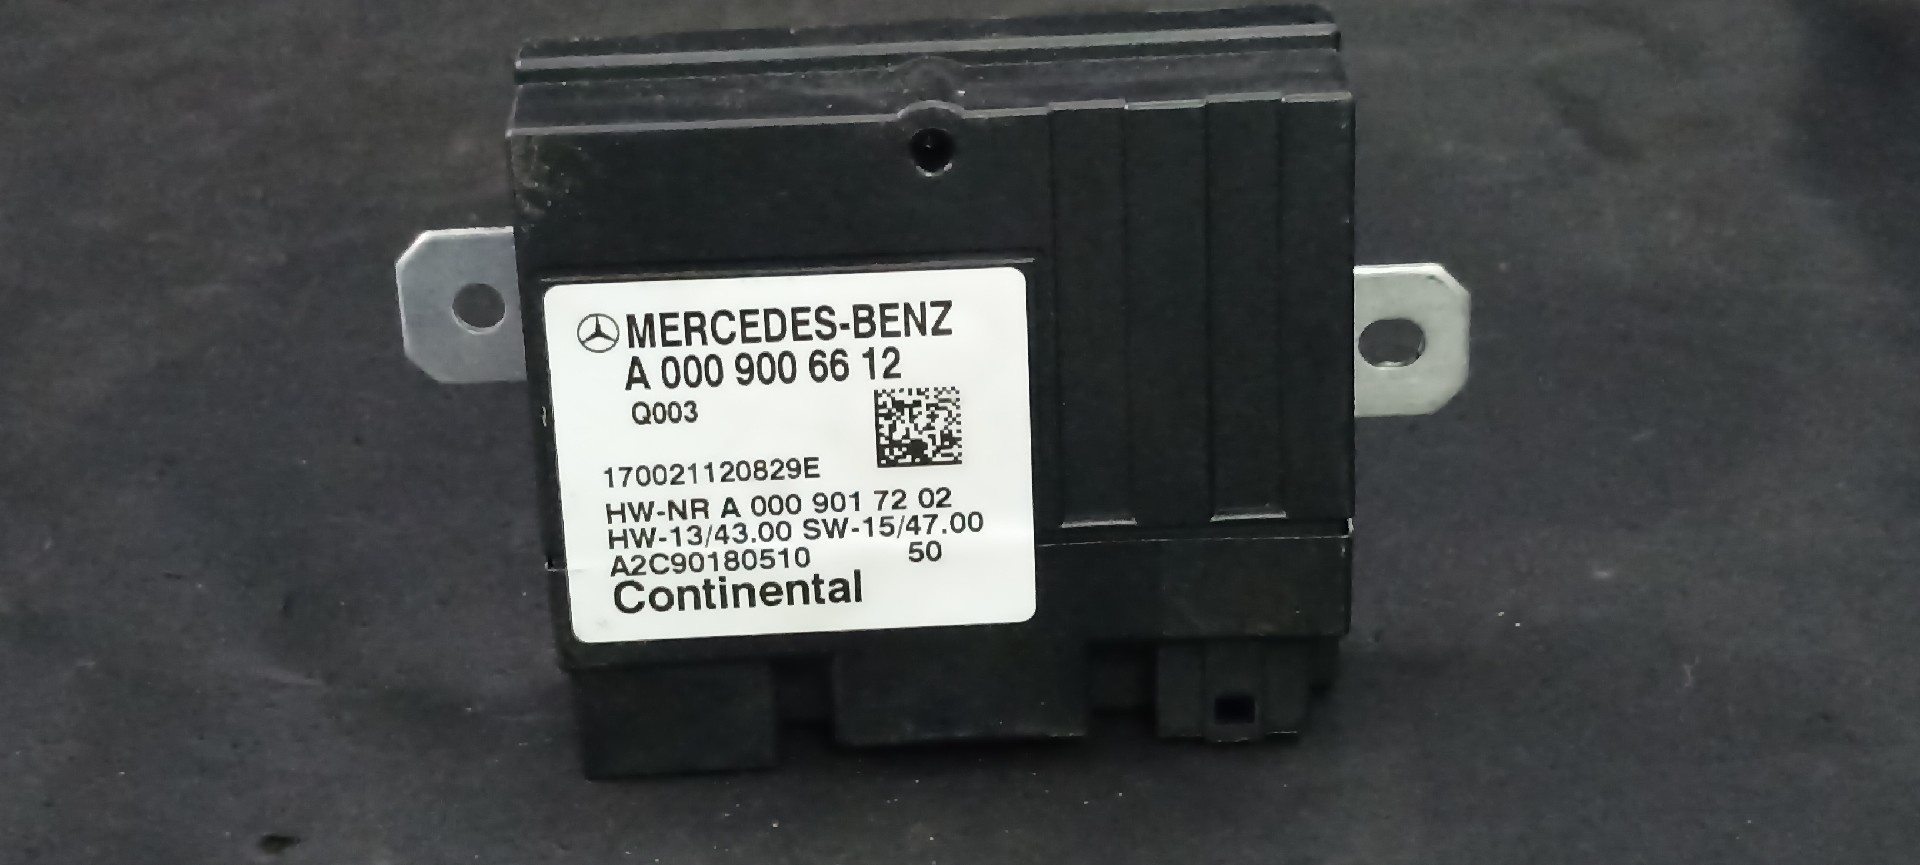 MERCEDES-BENZ
A 000 900 66 12
Q003
170021120829E
HW-NR A 000 901 72 02
HW-13/43.00 SW-15/47.00
A2C90180510 50
Continental